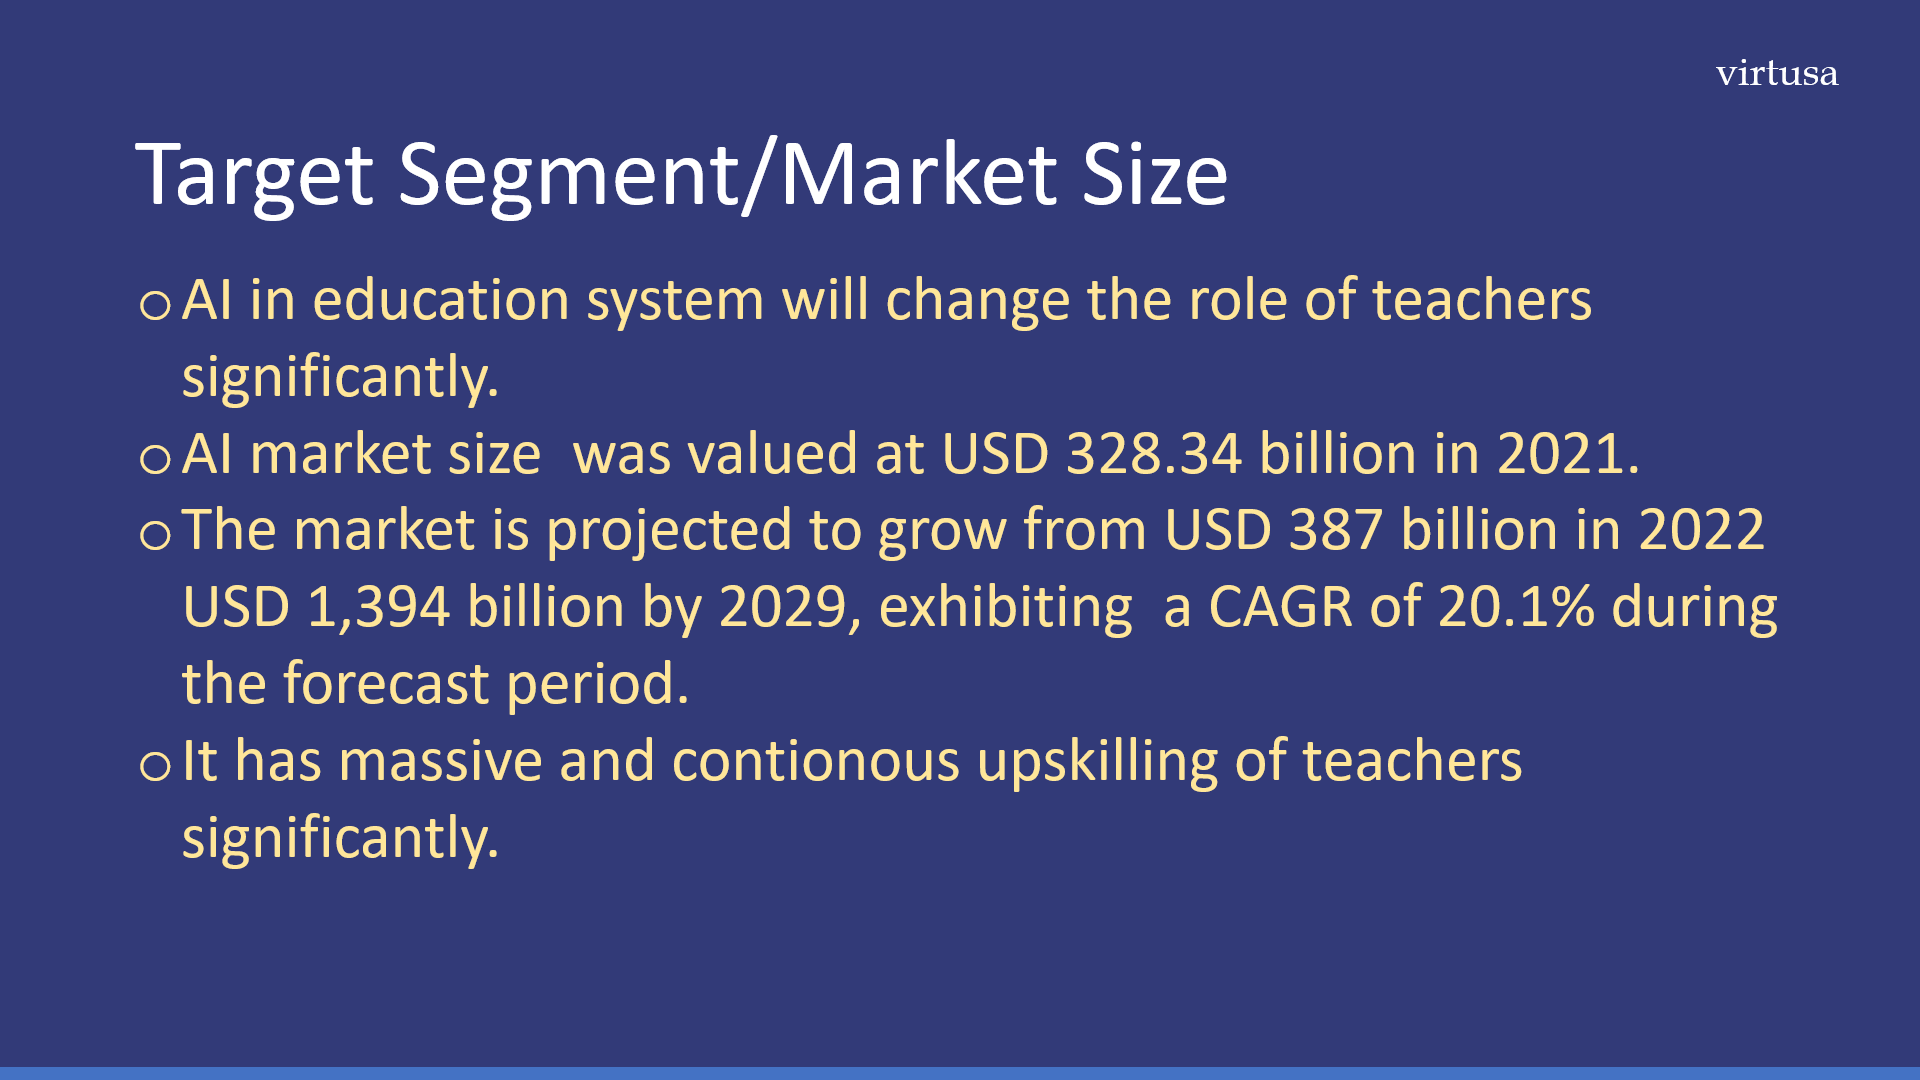 virtusa
Target Segment/Market Size
o AI in education system will change the role of teachers
significantly.
o AI market size  was valued at USD 328.34 billion in 2021.
o The market is projected to grow from USD 387 billion in 2022
USD 1,394 billion by 2029, exhibiting  a CAGR of 20.1% during
the forecast period.
o It has massive and contionous upskilling of teachers
significantly.